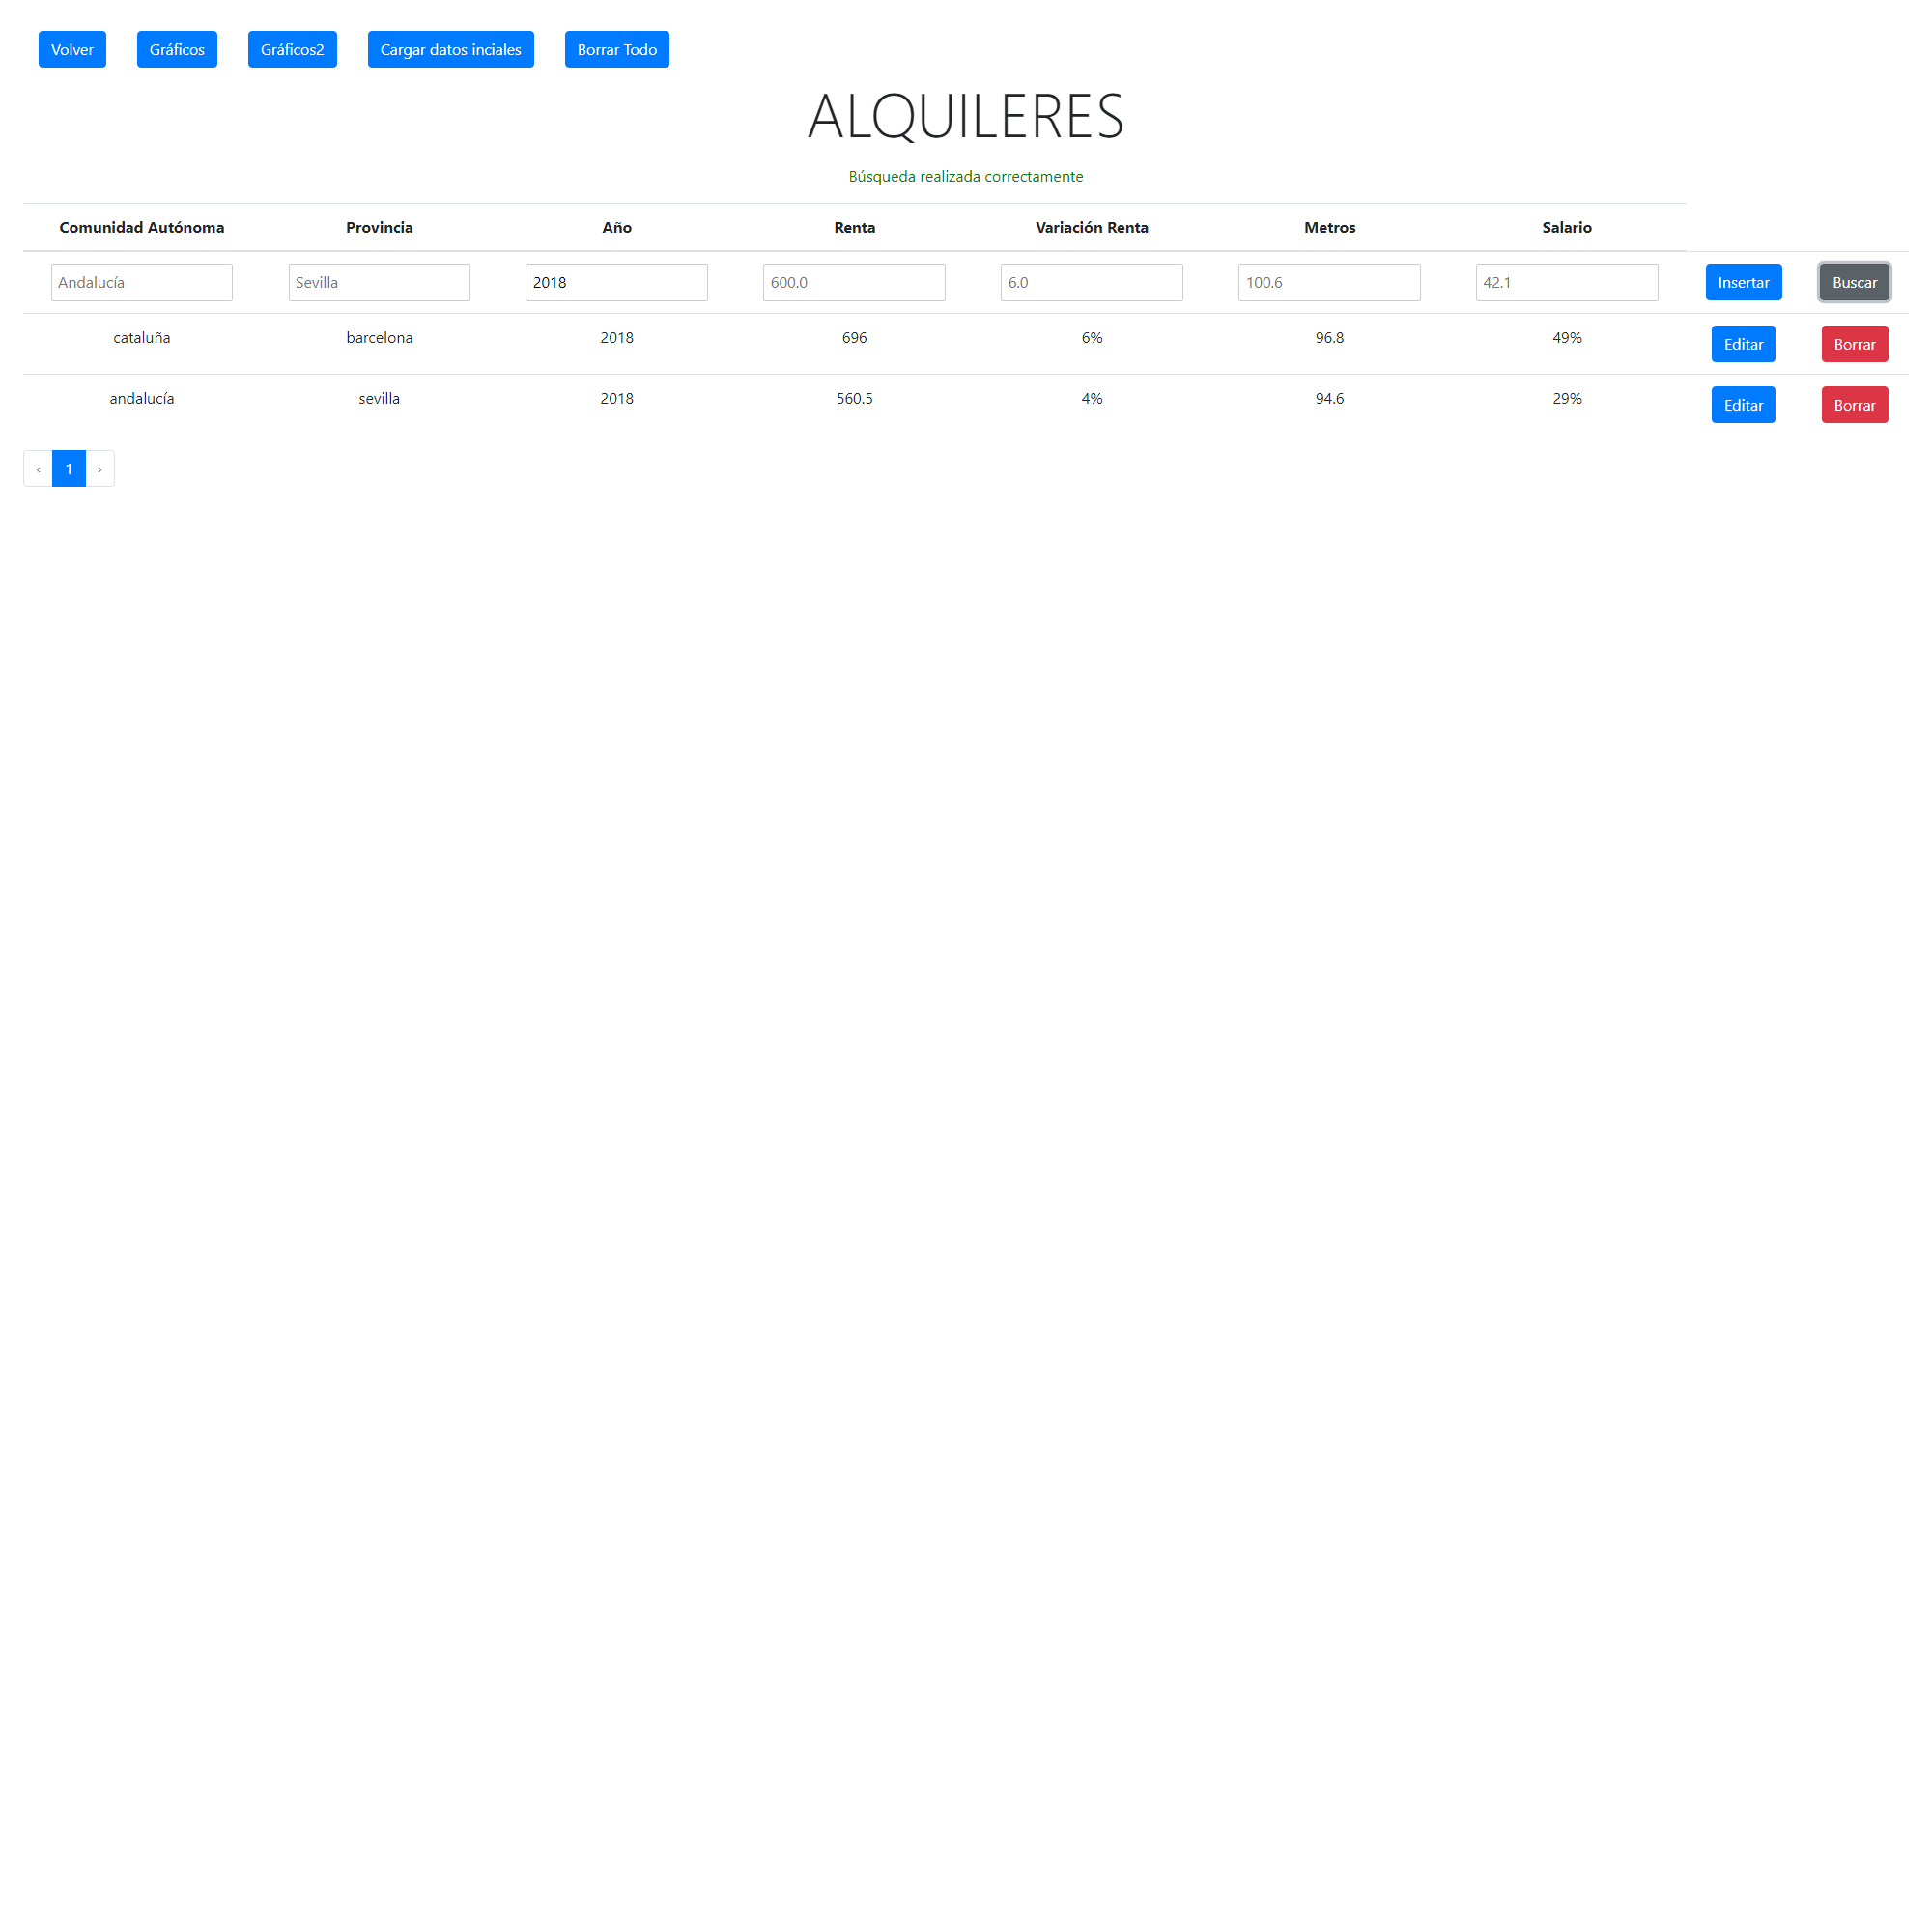 Volver Gráficos Gráficos2 Cargar datos inciales Borrar Todo
ALQUILERES
Búsqueda realizada correctamente
Comunidad Autónoma Provincia Año Renta Variación Renta Metros Salario
Andalucía Sevilla 2018 600.0 6.0 100.6 42.1 Insertar Buscar
cataluña barcelona 2018 696 6% 96.8 49% Editar Borrar
andalucía sevilla 2018 560.5 4% 94.6 29% Editar Borrar
‹ 1 ›